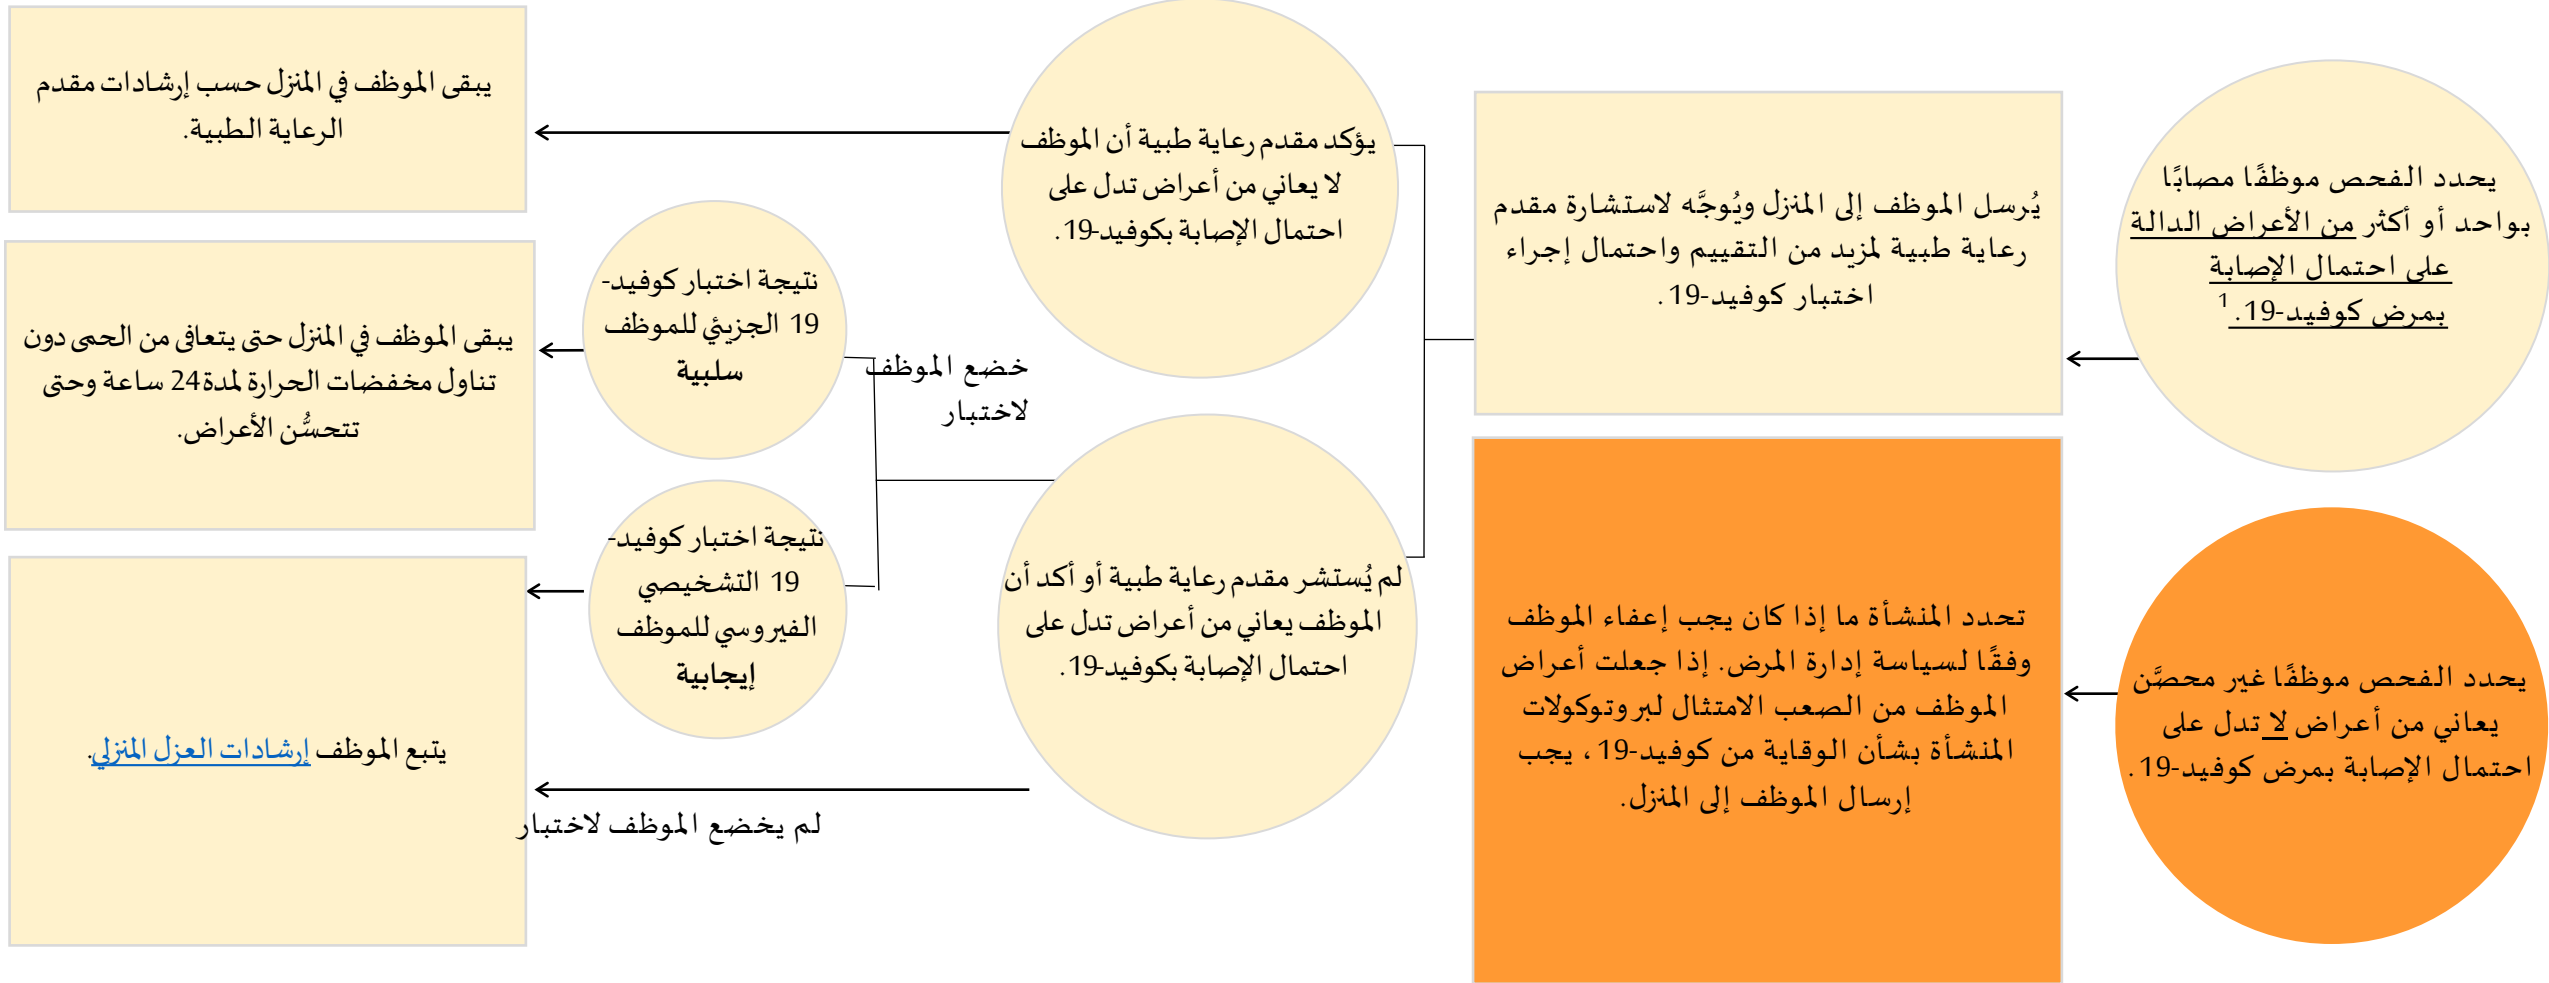 يحدد الفحص موظفًا مصابًا
بواحد أو أكثر من الأعراض الدالة
على احتمال الإصابة
بمرض كوفيد-19. 1
يُرسل الموظف إلى المنزل ويُوجَّه لاستشارة مقدم
رعاية طبية لمزيد من التقييم واحتمال إجراء
اختبار كوفيد-19.
يؤكد مقدم رعاية طبية أن الموظف
لا يعاني من أعراض تدل على
احتمال الإصابة بكوفيد-19.
يبقى الموظف في المنزل حسب إرشادات مقدم
الرعاية الطبية.
لم يُستشر مقدم رعاية طبية أو أكد أن
الموظف يعاني من أعراض تدل على
احتمال الإصابة بكوفيد-19.
خضع الموظف
لاختبار
نتيجة اختبار كوفيد-
19 الجزيئي للموظف
سلبية
يبقى الموظف في المنزل حتى يتعافى من الحمى دون
تناول مخفضات الحرارة لمدة 24 ساعة وحتى
تتحسُّن الأعراض.
نتيجة اختبار كوفيد-
19 التشخيصي
الفيروسي للموظف
إيجابية
لم يخضع الموظف لاختبار
يتبع الموظف إرشادات العزل المنزلي.
يحدد الفحص موظفًا غير محصَّن
يعاني من أعراض لا تدل على
احتمال الإصابة بمرض كوفيد-19.
تحدد المنشأة ما إذا كان يجب إعفاء الموظف
وفقًا لسياسة إدارة المرض. إذا جعلت أعراض
الموظف من الصعب الامتثال لبروتوكولات
المنشأة بشأن الوقاية من كوفيد-19، يجب
إرسال الموظف إلى المنزل.